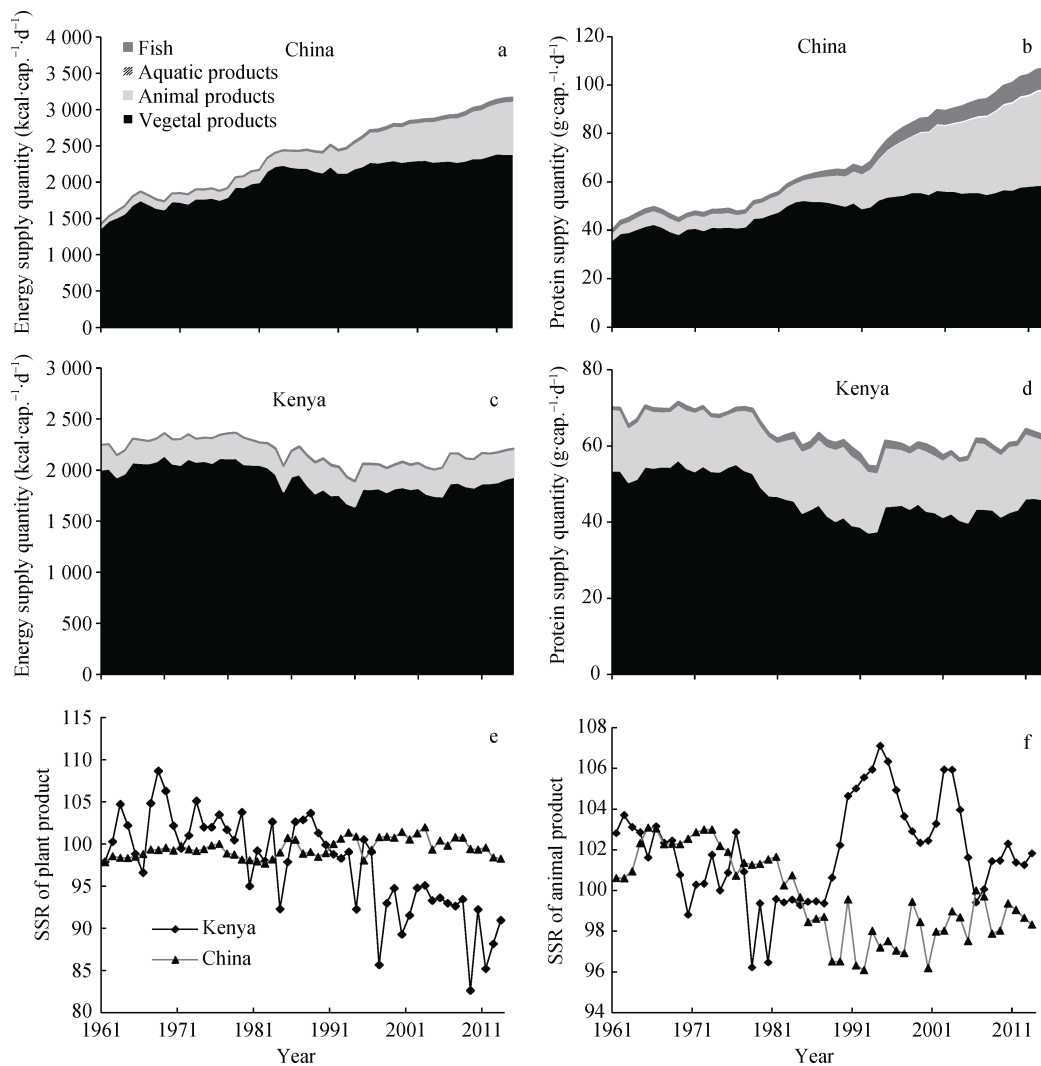 4 000
3 500
3 000
2 500
2 000
1 500
1 000
500
0
Energy supply quantity (kcal·cap.⁻¹·d⁻¹)
China
a
Fish
Aquatic products
Animal products
Vegetal products
120
100
80
60
40
20
0
Protein suppy quantity (g·cap.⁻¹·d⁻¹)
China
b
3 000
2 500
2 000
1 500
1 000
500
0
Energy supply quantity (kcal·cap.⁻¹·d⁻¹)
Kenya
c
80
60
40
20
0
Protein supply quantity (g·cap.⁻¹·d⁻¹)
Kenya
d
115
110
105
100
95
90
85
80
SSR of plant product
e
Kenya
China
1961 1971 1981 1991 2001 2011
Year
108
106
104
102
100
98
96
94
SSR of animal product
f
1961 1971 1981 1991 2001 2011
Year